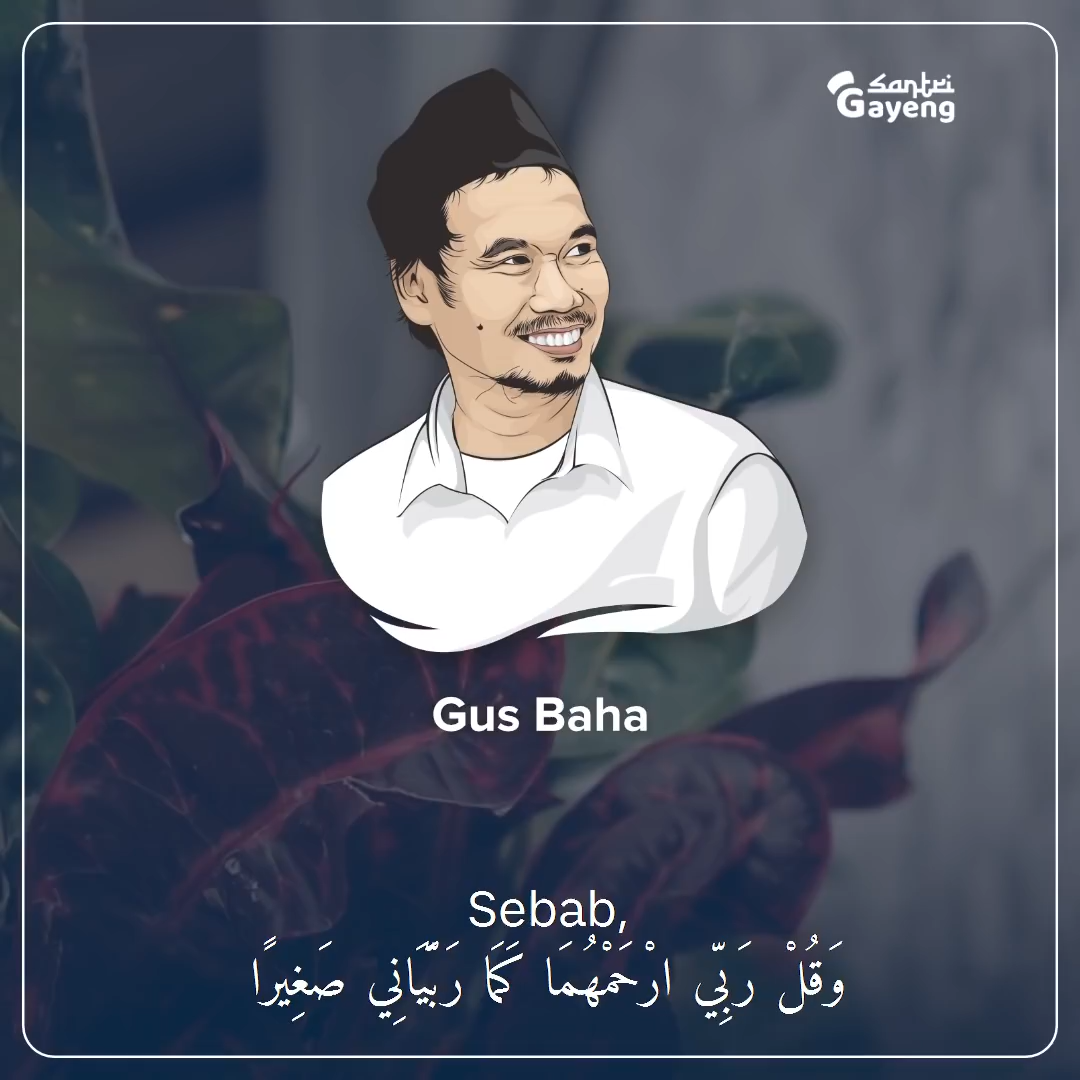 Santri
Gayeng
Gus Baha
Sebab,
وَقُلْ رَبِّي ارْحَمْهُمَا كَمَا رَبَّيَانِي صَغِيرًا